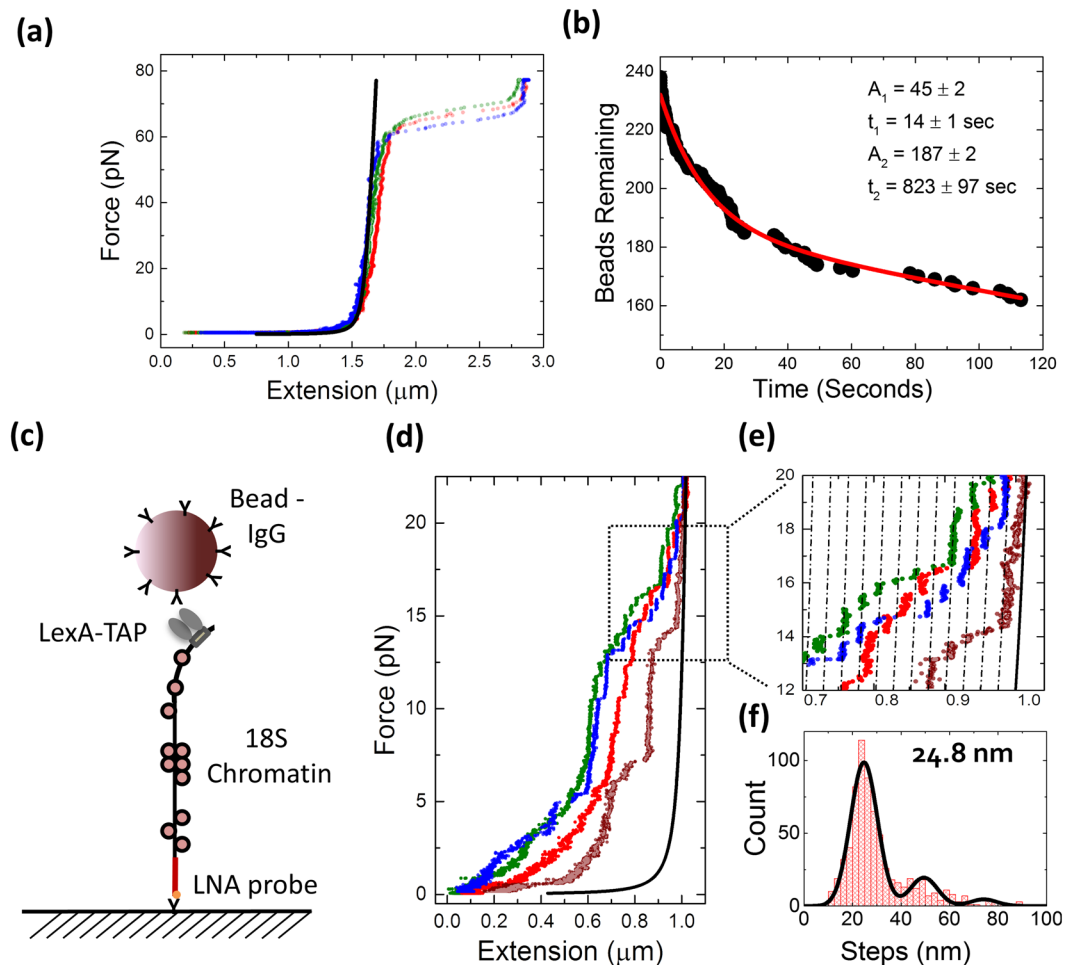 (a)
80
60
40
20
0
Force (pN)
0.0 0.5 1.0 1.5 2.0 2.5 3.0
Extension (μm)
(b)
240
220
200
180
160
Beads Remaining
A1 = 45 ± 2
t1 = 14 ± 1 sec
A2 = 187 ± 2
t2 = 823 ± 97 sec
0 20 40 60 80 100 120
Time (Seconds)
(c)
Bead -
IgG
LexA-TAP
18S
Chromatin
LNA probe
(d)
20
15
10
5
0
Force (pN)
0.0 0.2 0.4 0.6 0.8 1.0
Extension (μm)
(e)
20
18
16
14
12
0.7 0.8 0.9 1.0
(f)
24.8 nm
100
50
0
Count
0 20 40 60 80 100
Steps (nm)